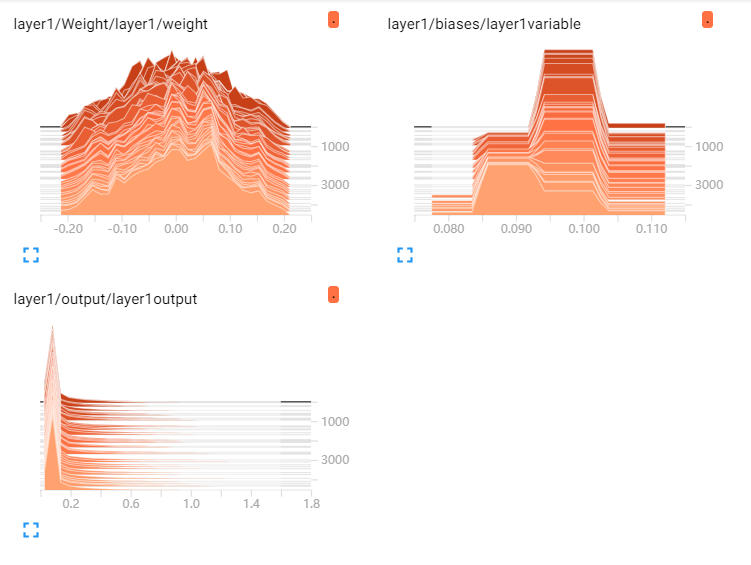 layer1/Weight/layer1/weight
.
1000
3000
-0.20 -0.10 0.00 0.10 0.20
layer1/biases/layer1variable
.
1000
3000
0.080 0.090 0.100 0.110
layer1/output/layer1output
.
1000
3000
0.2 0.6 1.0 1.4 1.8